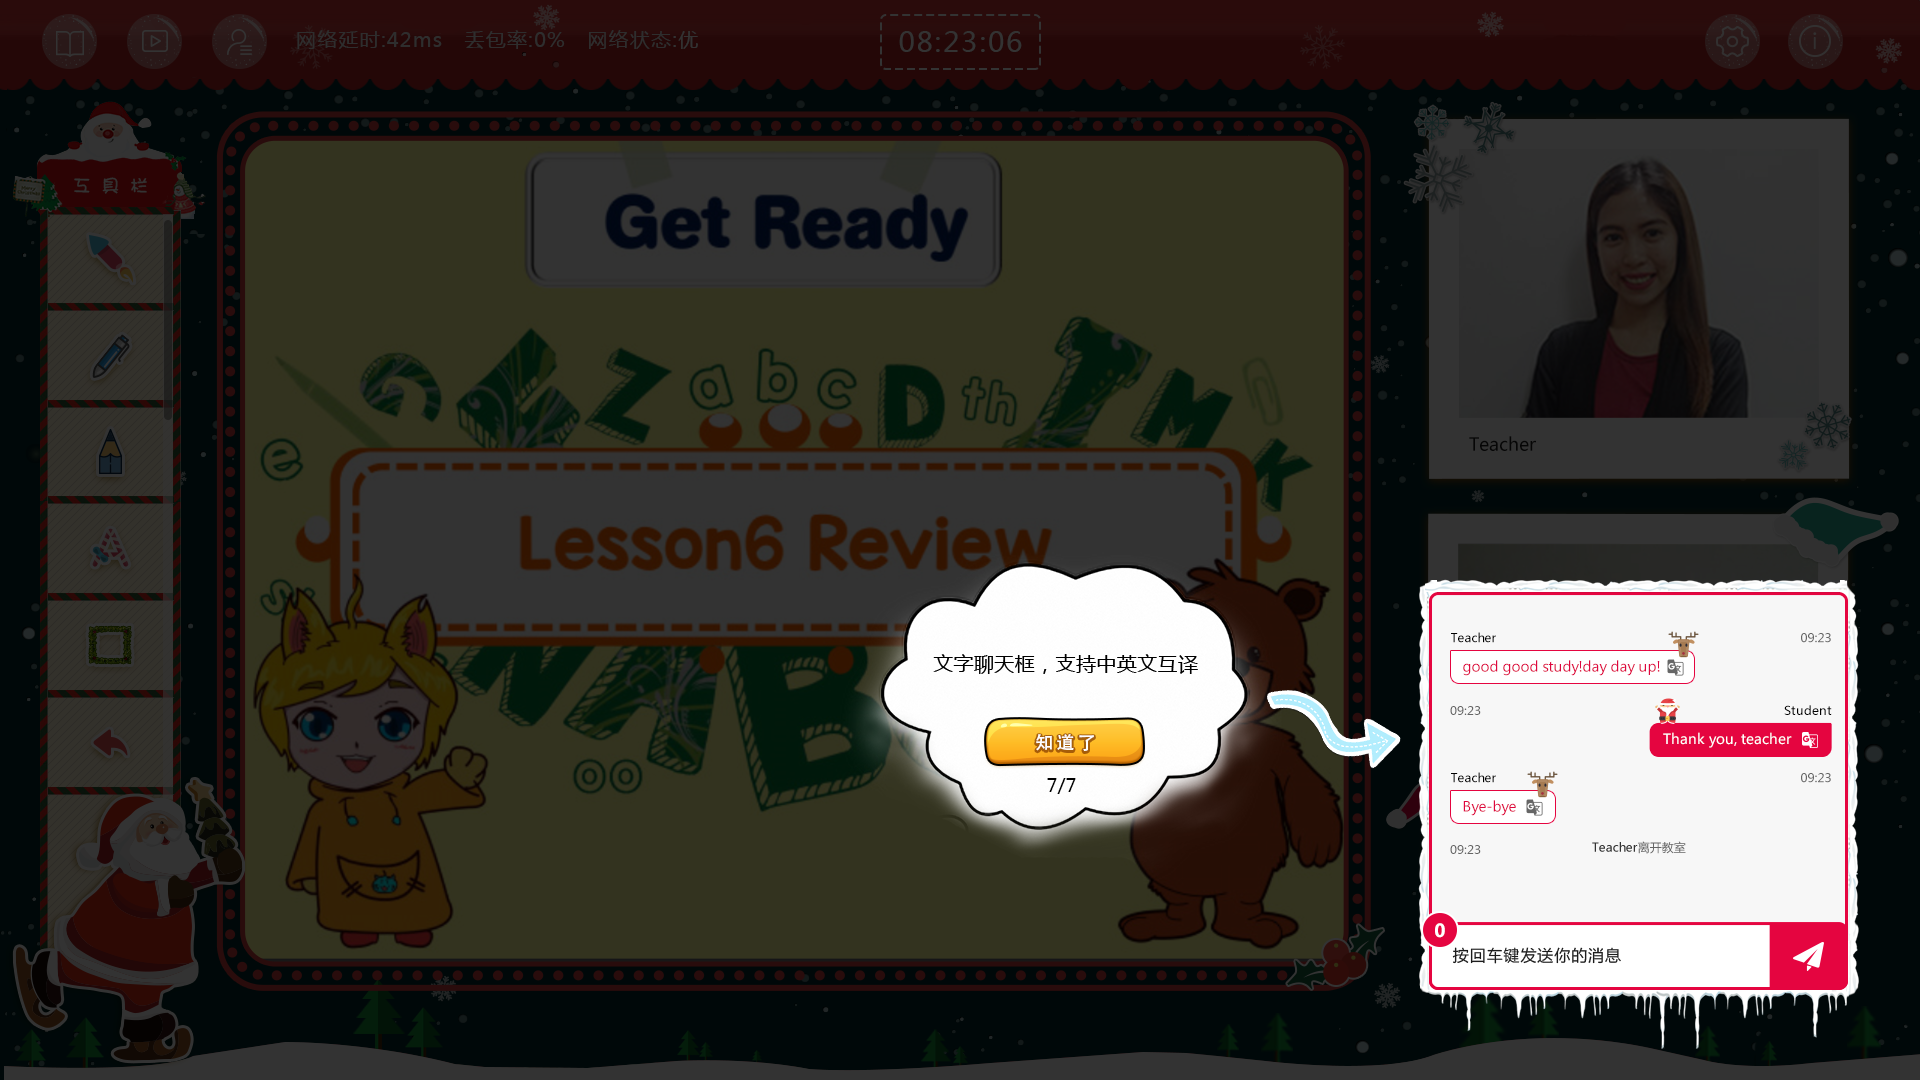 网络延时:42ms 丢包率:0% 网络状态:优
08:23:06
工具栏
Get Ready
a b c D th I M
e Z K
Lesson6 Review
s
oo
文字聊天框，支持中英文互译
知道了
7/7
Teacher
Teacher 09:23
good good study!day day up!
09:23 Student
Thank you, teacher
Teacher 09:23
Bye-bye
09:23 Teacher离开教室
0
按回车键发送你的消息